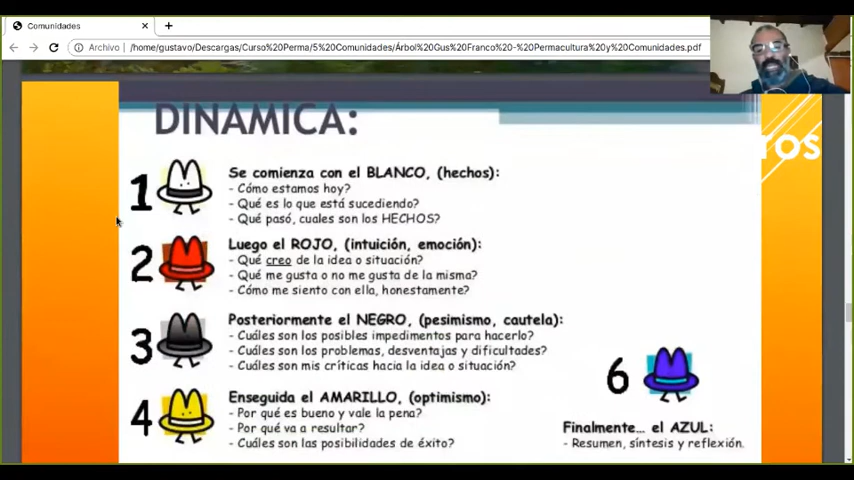 Comunidades
Archivo
/home/gustavo/Descargas/Curso%20Perma/5%20Comunidades/Árbol%20Gus%20Franco%20-%20Permacultura%20y%20Comunidades.pdf
DINAMICA:
TOS
1
Se comienza con el BLANCO, (hechos):
- Cómo estamos hoy?
- Qué es lo que está sucediendo?
- Qué pasó, cuales son los HECHOS?
2
Luego el ROJO, (intuición, emoción):
- Qué creo de la idea o situación?
- Qué me gusta o no me gusta de la misma?
- Cómo me siento con ella, honestamente?
3
Posteriormente el NEGRO, (pesimismo, cautela):
- Cuáles son los posibles impedimentos para hacerlo?
- Cuáles son los problemas, desventajas y dificultades?
- Cuáles son mis críticas hacia la idea o situación?
4
Enseguida el AMARILLO, (optimismo):
- Por qué es bueno y vale la pena?
- Por qué va a resultar?
- Cuáles son las posibilidades de éxito?
6
Finalmente... el AZUL:
- Resumen, síntesis y reflexión.